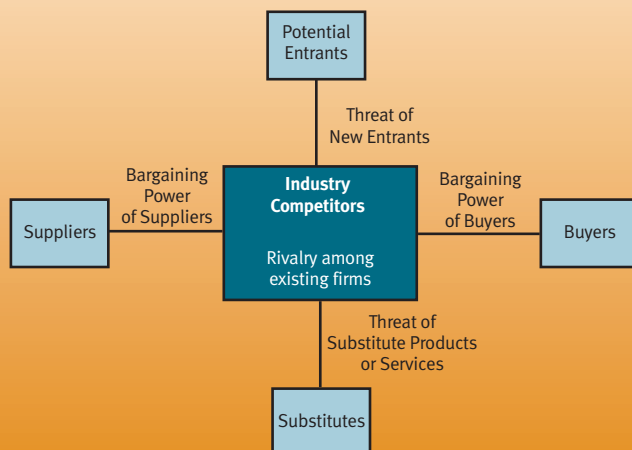 Potential
Entrants
Threat of
New Entrants
Bargaining
Power
of Suppliers
Industry
Competitors
Bargaining
Power
of Buyers
Suppliers
Rivalry among
existing firms
Buyers
Threat of
Substitute Products
or Services
Substitutes